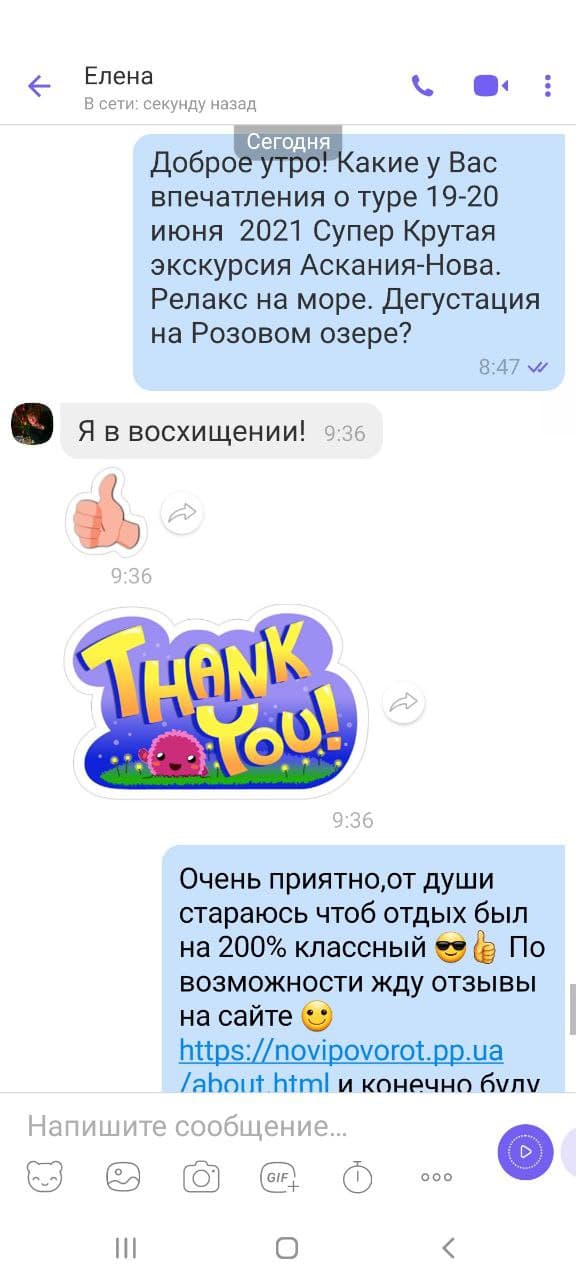 Елена
В сети: секунду назад
Сегодня
Доброе утро! Какие у Вас
впечатления о туре 19-20
июня 2021 Супер Крутая
экскурсия Аскания-Нова.
Релакс на море. Дегустация
на Розовом озере?
8:47
Я в восхищении! 9:36
9:36
THANK
YOU!
9:36
Очень приятно,от души
стараюсь чтоб отдых был
на 200% классный 😎👍 По
возможности жду отзывы
на сайте 🙂
https://novipovorot.pp.ua
/about.html и конечно буду
Напишите сообщение...
GIF